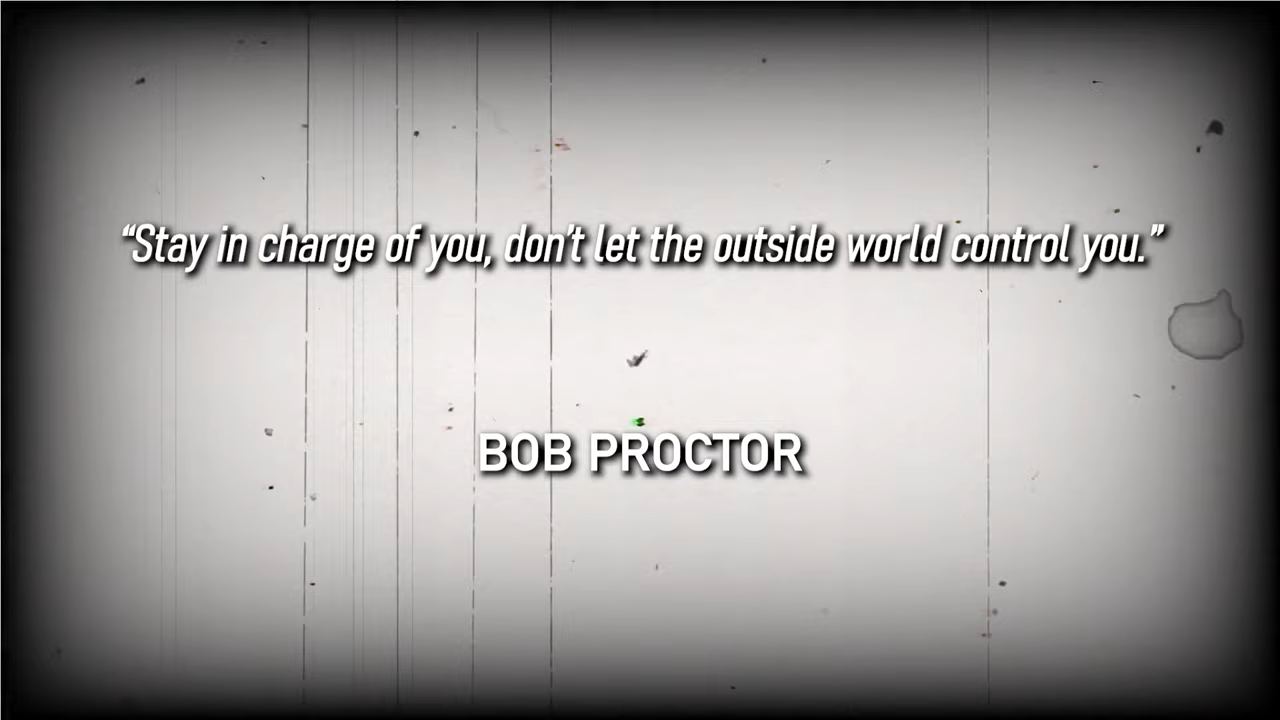 “Stay in charge of you, don’t let the outside world control you.”
BOB PROCTOR